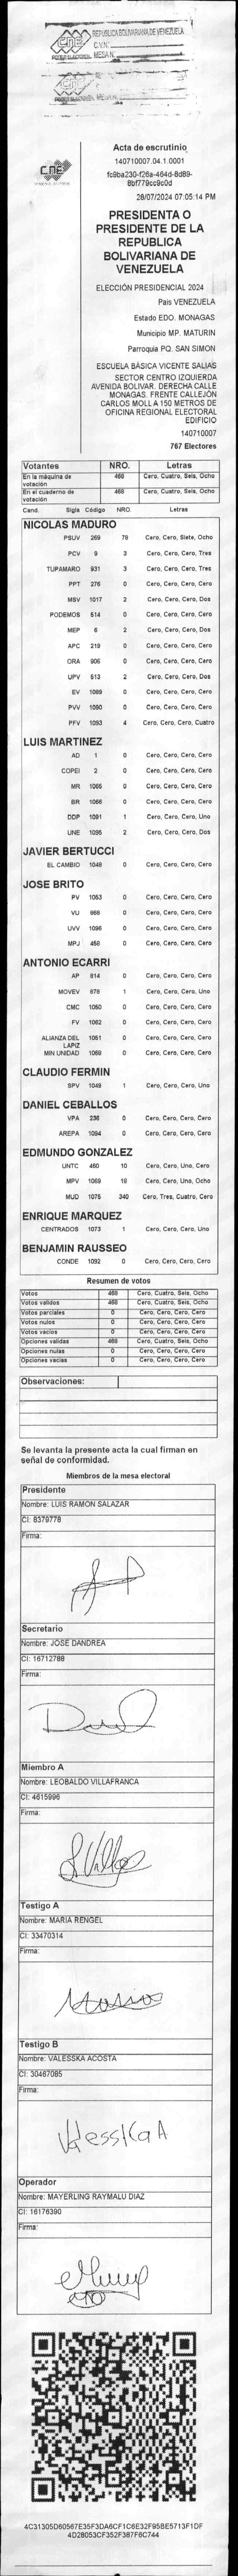 REPUBLICA BOLIVARIANA DE VENEZUELA
CNE
C.V.N°
PODER ELECTORAL MESA N°
CNE
CNE
Acta de escrutinio
140710007.04.1.0001
fc9ba230-f26a-464d-8d89-
8bf779cc9c0d
28/07/2024 07:05:14 PM
PRESIDENTA O
PRESIDENTE DE LA
REPUBLICA
BOLIVARIANA DE
VENEZUELA
ELECCIÓN PRESIDENCIAL 2024
Pais VENEZUELA
Estado EDO. MONAGAS
Municipio MP. MATURIN
Parroquia PQ. SAN SIMON
ESCUELA BÁSICA VICENTE SALIAS
SECTOR CENTRO IZQUIERDA
AVENIDA BOLIVAR. DERECHA CALLE
MONAGAS. FRENTE CALLEJÓN
CARLOS MOLL A 150 METROS DE
OFICINA REGIONAL ELECTORAL
EDIFICIO
140710007
767 Electores
Votantes NRO. Letras
En la máquina de votación 468 Cero, Cuatro, Seis, Ocho
En el cuaderno de votación 468 Cero, Cuatro, Seis, Ocho
Cand. Sigla Código NRO. Letras
NICOLAS MADURO
PSUV 269 78 Cero, Cero, Siete, Ocho
PCV 9 3 Cero, Cero, Cero, Tres
TUPAMARO 931 3 Cero, Cero, Cero, Tres
PPT 276 0 Cero, Cero, Cero, Cero
MSV 1017 2 Cero, Cero, Cero, Dos
PODEMOS 514 0 Cero, Cero, Cero, Cero
MEP 6 2 Cero, Cero, Cero, Dos
APC 219 0 Cero, Cero, Cero, Cero
ORA 906 0 Cero, Cero, Cero, Cero
UPV 513 2 Cero, Cero, Cero, Dos
EV 1089 0 Cero, Cero, Cero, Cero
PVV 1090 0 Cero, Cero, Cero, Cero
PFV 1093 4 Cero, Cero, Cero, Cuatro
LUIS MARTINEZ
AD 1 0 Cero, Cero, Cero, Cero
COPEI 2 0 Cero, Cero, Cero, Cero
MR 1065 0 Cero, Cero, Cero, Cero
BR 1066 0 Cero, Cero, Cero, Cero
DDP 1091 1 Cero, Cero, Cero, Uno
UNE 1095 2 Cero, Cero, Cero, Dos
JAVIER BERTUCCI
EL CAMBIO 1048 0 Cero, Cero, Cero, Cero
JOSE BRITO
PV 1053 0 Cero, Cero, Cero, Cero
VU 868 0 Cero, Cero, Cero, Cero
UVV 1096 0 Cero, Cero, Cero, Cero
MPJ 458 0 Cero, Cero, Cero, Cero
ANTONIO ECARRI
AP 814 0 Cero, Cero, Cero, Cero
MOVEV 878 1 Cero, Cero, Cero, Uno
CMC 1050 0 Cero, Cero, Cero, Cero
FV 1062 0 Cero, Cero, Cero, Cero
ALIANZA DEL LAPIZ 1051 0 Cero, Cero, Cero, Cero
MIN UNIDAD 1069 0 Cero, Cero, Cero, Cero
CLAUDIO FERMIN
SPV 1049 1 Cero, Cero, Cero, Uno
DANIEL CEBALLOS
VPA 236 0 Cero, Cero, Cero, Cero
AREPA 1094 0 Cero, Cero, Cero, Cero
EDMUNDO GONZALEZ
UNTC 460 10 Cero, Cero, Uno, Cero
MPV 1069 18 Cero, Cero, Uno, Ocho
MUD 1075 340 Cero, Tres, Cuatro, Cero
ENRIQUE MARQUEZ
CENTRADOS 1073 1 Cero, Cero, Cero, Uno
BENJAMIN RAUSSEO
CONDE 1092 0 Cero, Cero, Cero, Cero
Resumen de votos
Votos 468 Cero, Cuatro, Seis, Ocho
Votos validos 468 Cero, Cuatro, Seis, Ocho
Votos parciales 0 Cero, Cero, Cero, Cero
Votos nulos 0 Cero, Cero, Cero, Cero
Votos vacios 0 Cero, Cero, Cero, Cero
Opciones validas 468 Cero, Cuatro, Seis, Ocho
Opciones nulas 0 Cero, Cero, Cero, Cero
Opciones vacias 0 Cero, Cero, Cero, Cero
Observaciones:
Se levanta la presente acta la cual firman en
señal de conformidad.
Miembros de la mesa electoral
Presidente
Nombre: LUIS RAMON SALAZAR
CI: 8379778
Firma:
Secretario
Nombre: JOSE DANDREA
CI: 16712788
Firma:
Miembro A
Nombre: LEOBALDO VILLAFRANCA
CI: 4615996
Firma:
Testigo A
Nombre: MARIA RENGEL
CI: 33470314
Firma:
Testigo B
Nombre: VALESSKA ACOSTA
CI: 30467085
Firma:
ValessKa A
Operador
Nombre: MAYERLING RAYMALU DIAZ
CI: 16176390
Firma:
4C31305D60567E35F3DA6CF1C6E32F95BE5713F1DF
4D28053CF352F387F8C744